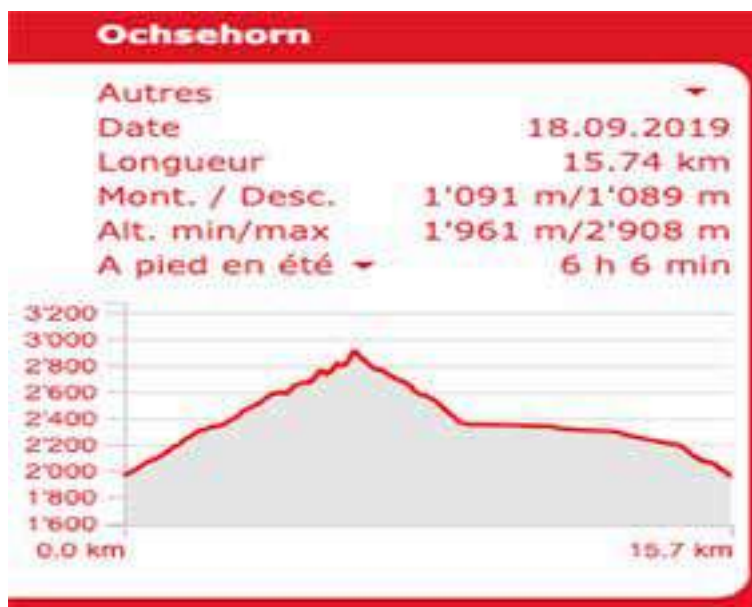 Ochsehorn
Autres
Date 18.09.2019
Longueur 15.74 km
Mont. / Desc. 1'091 m/1'089 m
Alt. min/max 1'961 m/2'908 m
A pied en été 6 h 6 min
3'200
3'000
2'800
2'600
2'400
2'200
2'000
1'800
1'600
0.0 km 15.7 km